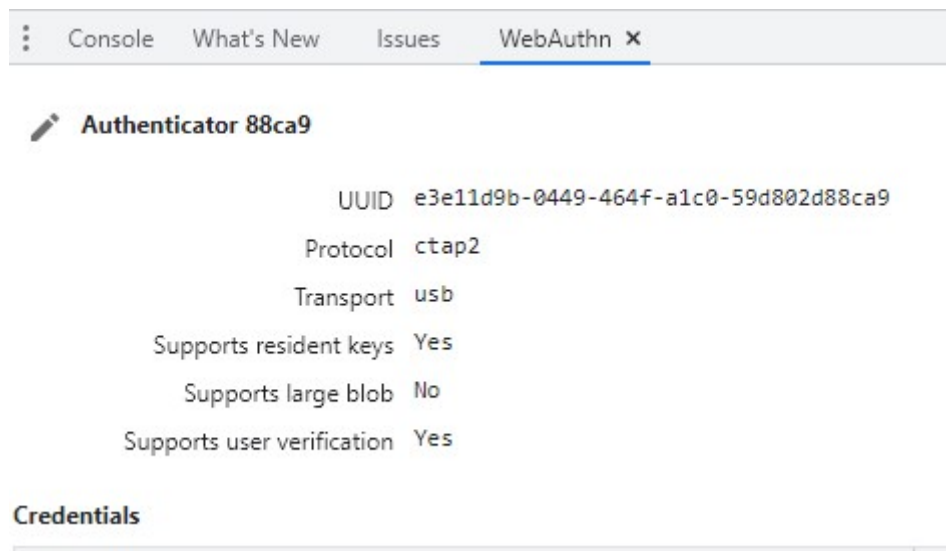 Console What's New Issues WebAuthn ×
Authenticator 88ca9
UUID e3e11d9b-0449-464f-a1c0-59d802d88ca9
Protocol ctap2
Transport usb
Supports resident keys Yes
Supports large blob No
Supports user verification Yes
Credentials